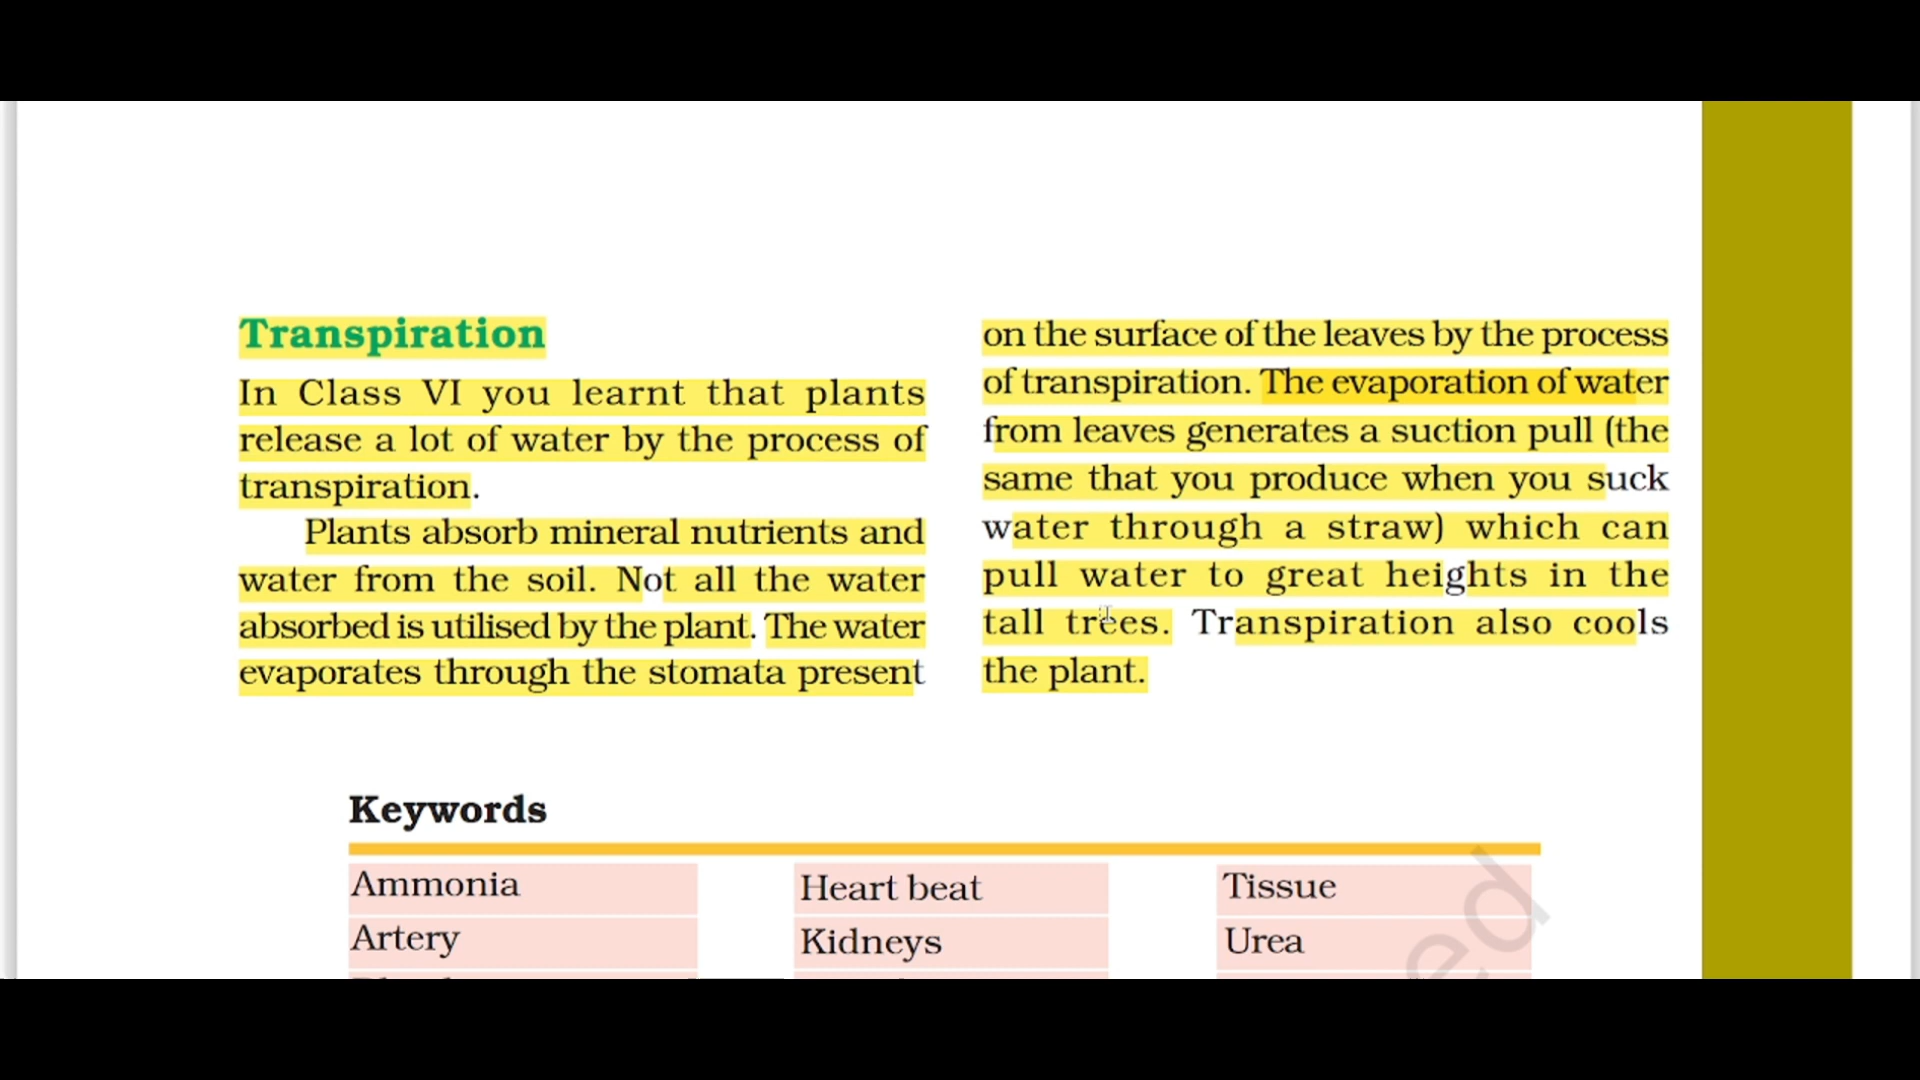 Transpiration
In Class VI you learnt that plants
release a lot of water by the process of
transpiration.
Plants absorb mineral nutrients and
water from the soil. Not all the water
absorbed is utilised by the plant. The water
evaporates through the stomata present
on the surface of the leaves by the process
of transpiration. The evaporation of water
from leaves generates a suction pull (the
same that you produce when you suck
water through a straw) which can
pull water to great heights in the
tall trees. Transpiration also cools
the plant.
Keywords
Ammonia
Heart beat
Tissue
Artery
Kidneys
Urea